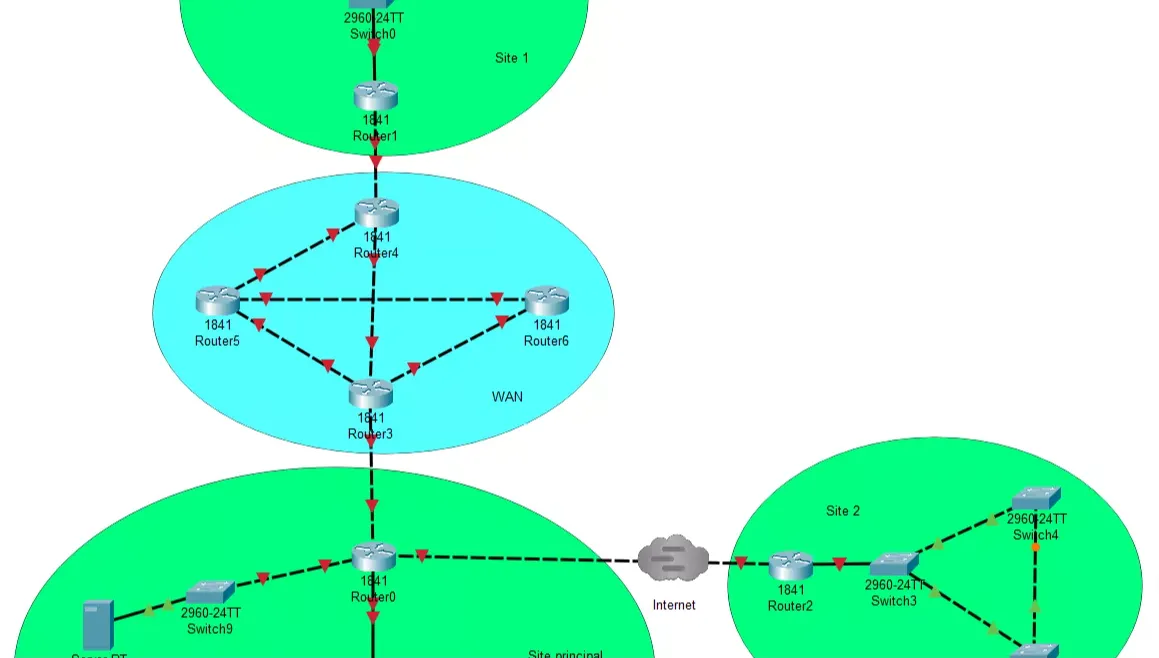 2960-24TT
Switch0
Site 1
1841
Router1
1841
Router4
1841
Router5
1841
Router6
WAN
1841
Router3
Site 2
2960-24TT
Switch4
1841
Router0
2960-24TT
Switch9
Internet
1841
Router2
2960-24TT
Switch3
Server-PT
Site principal